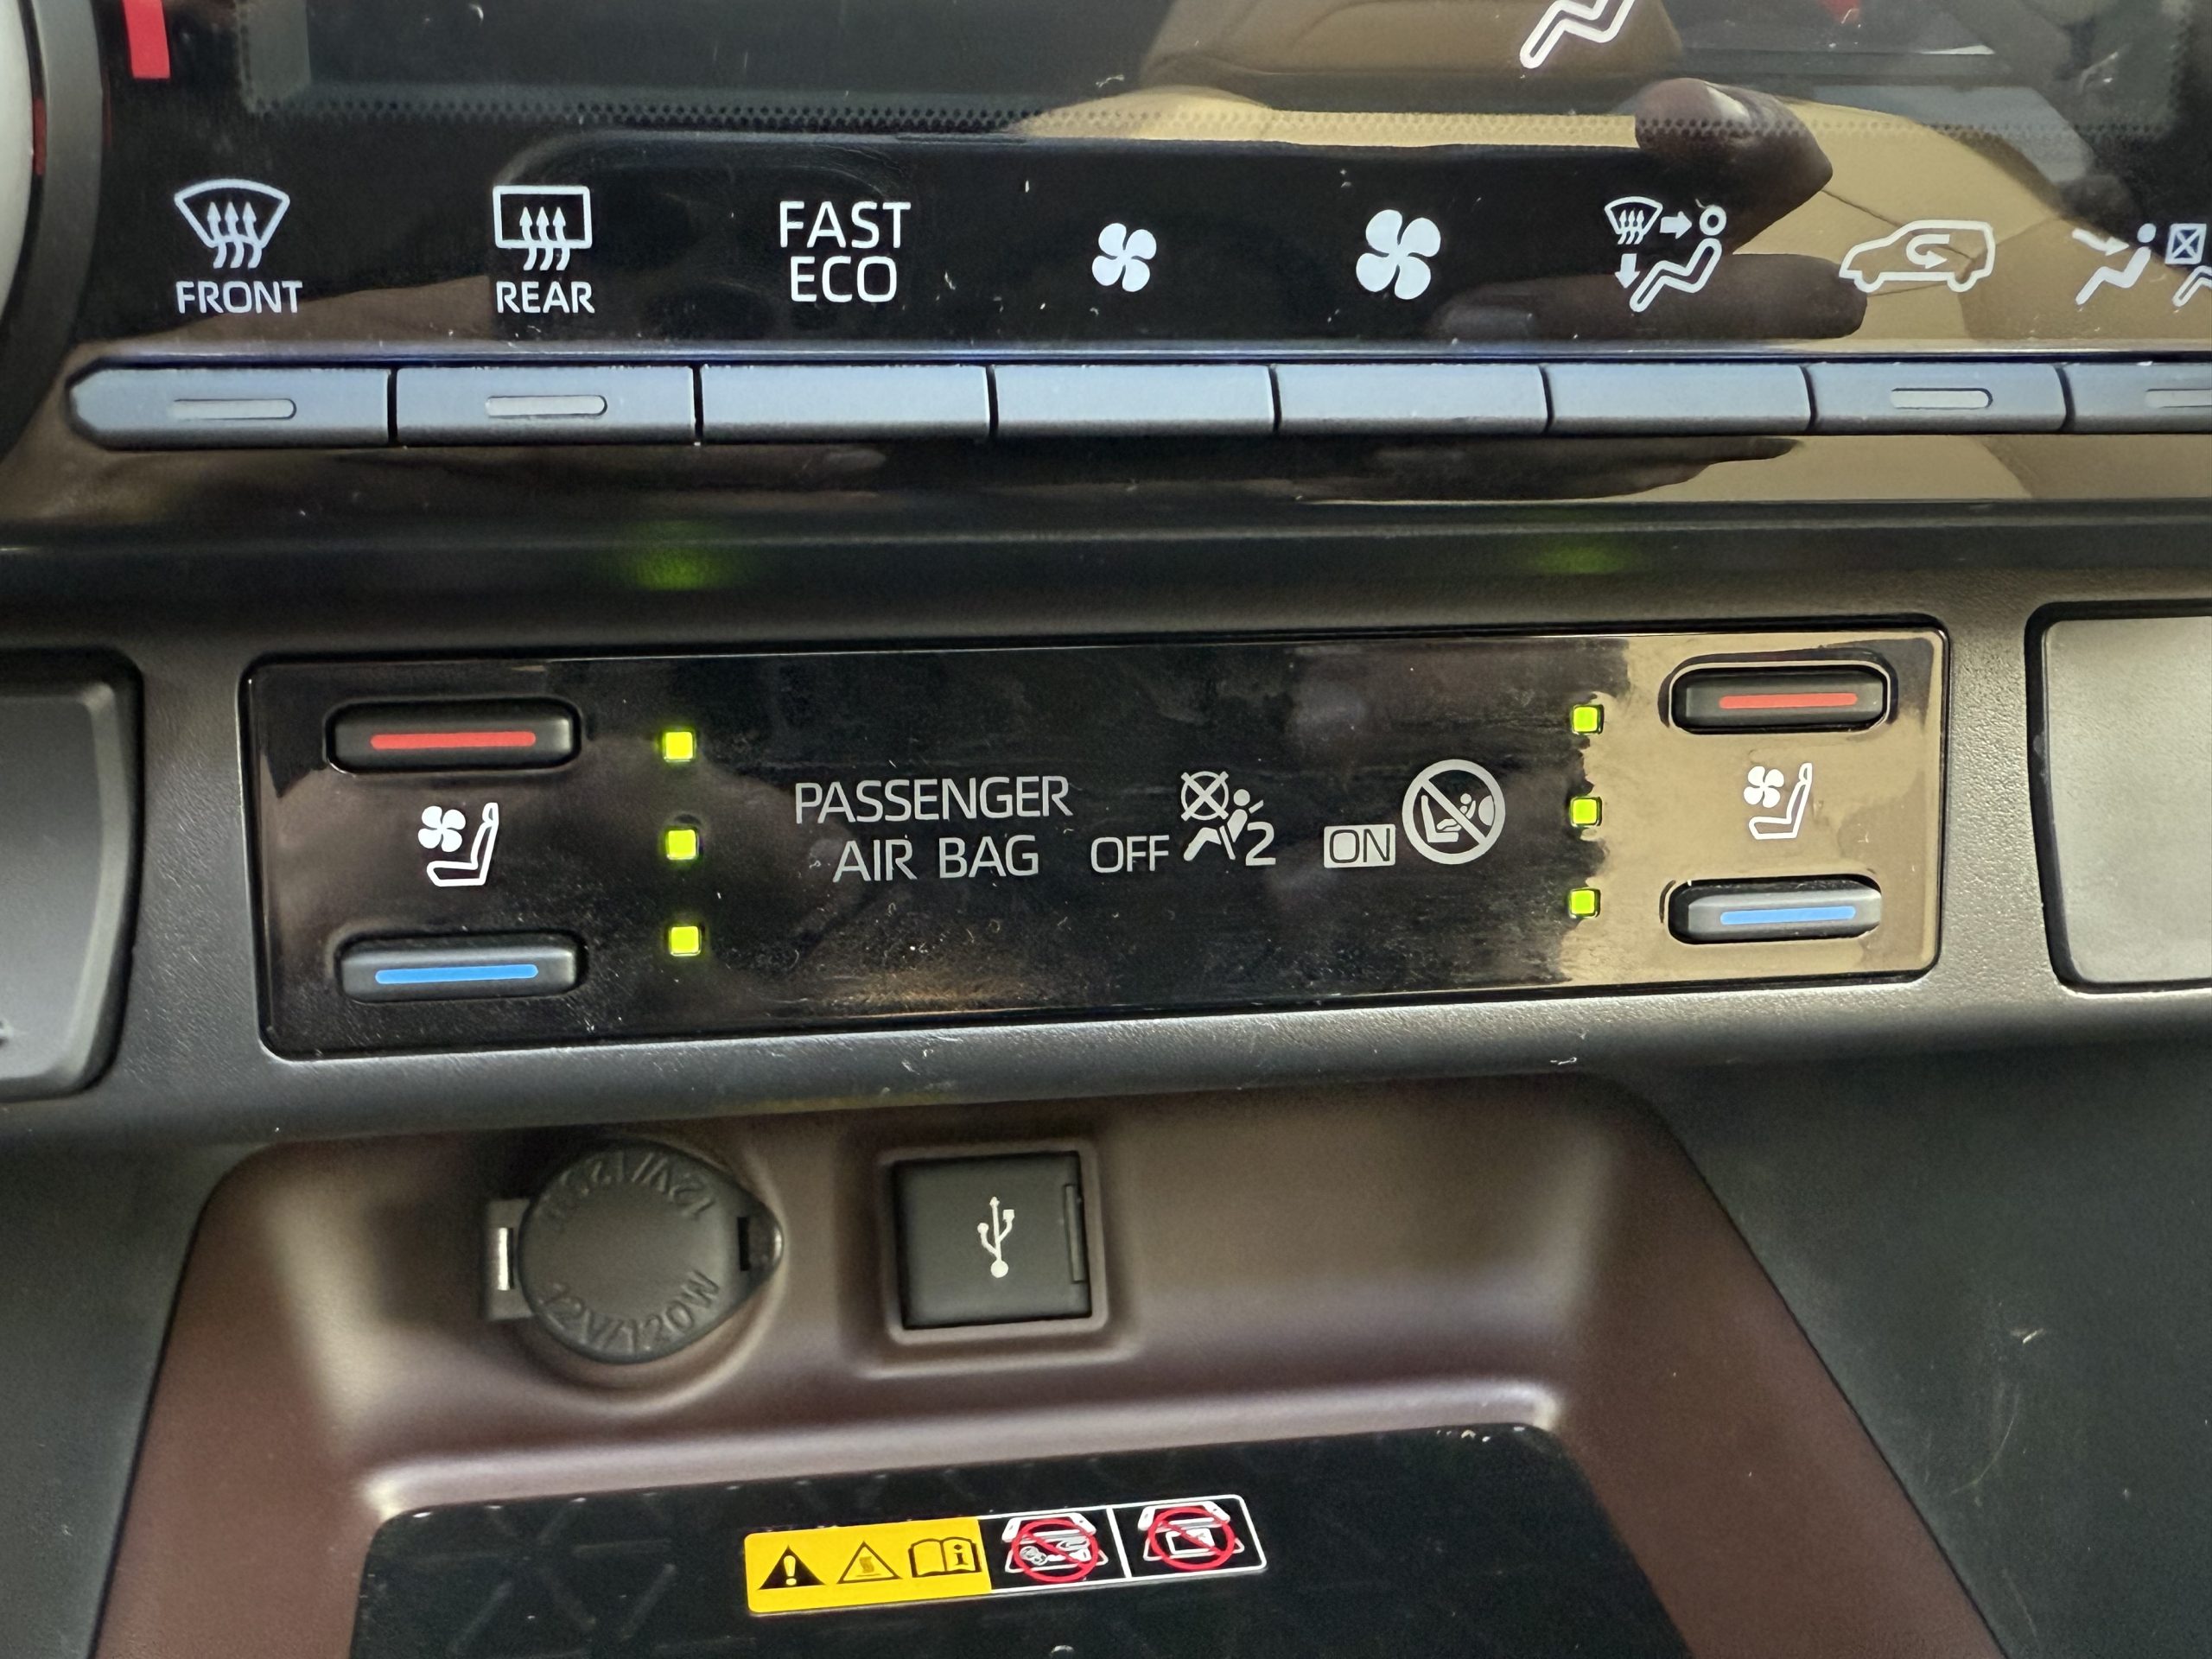 FRONT
REAR
FAST
ECO
PASSENGER
AIR BAG
OFF
2
ON
12V/120W